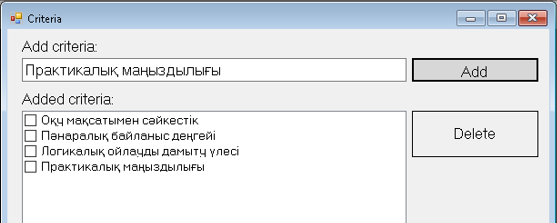 Criteria
Add criteria:
Практикалық маңыздылығы
Add
Added criteria:
Оқу мақсатымен сәйкестік
Пәнаралық байланыс деңгейі
Delete
Логикалық ойлауды дамыту үлесі
Практикалық маңыздылығы